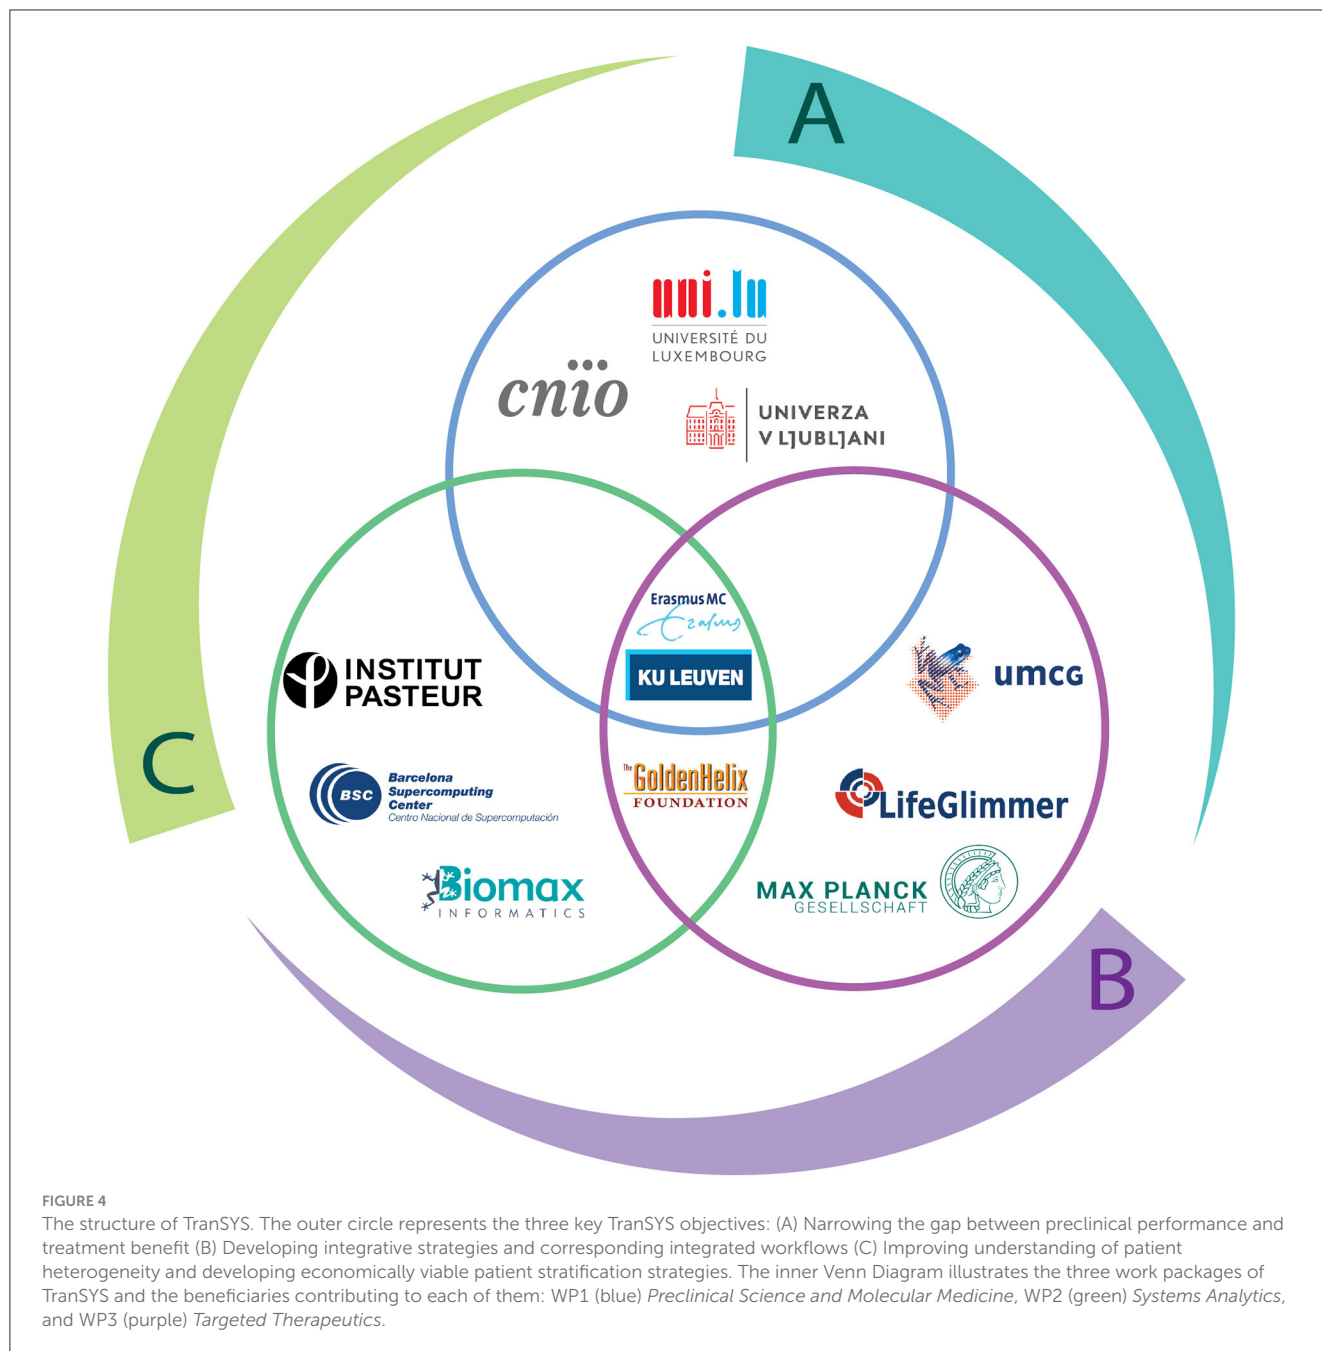 A
uni.lu
UNIVERSITÉ DU
LUXEMBOURG
cnio
UNIVERZA
V LJUBLJANI
Erasmus MC
Erasmus
KU LEUVEN
INSTITUT
PASTEUR
umcg
C
BSC
Barcelona
Supercomputing
Center
Centro Nacional de Supercomputación
The GoldenHelix
FOUNDATION
LifeGlimmer
Biomax
INFORMATICS
MAX PLANCK
GESELLSCHAFT
B
FIGURE 4
The structure of TranSYS. The outer circle represents the three key TranSYS objectives: (A) Narrowing the gap between preclinical performance and
treatment benefit (B) Developing integrative strategies and corresponding integrated workflows (C) Improving understanding of patient
heterogeneity and developing economically viable patient stratification strategies. The inner Venn Diagram illustrates the three work packages of
TranSYS and the beneficiaries contributing to each of them: WP1 (blue) Preclinical Science and Molecular Medicine, WP2 (green) Systems Analytics,
and WP3 (purple) Targeted Therapeutics.